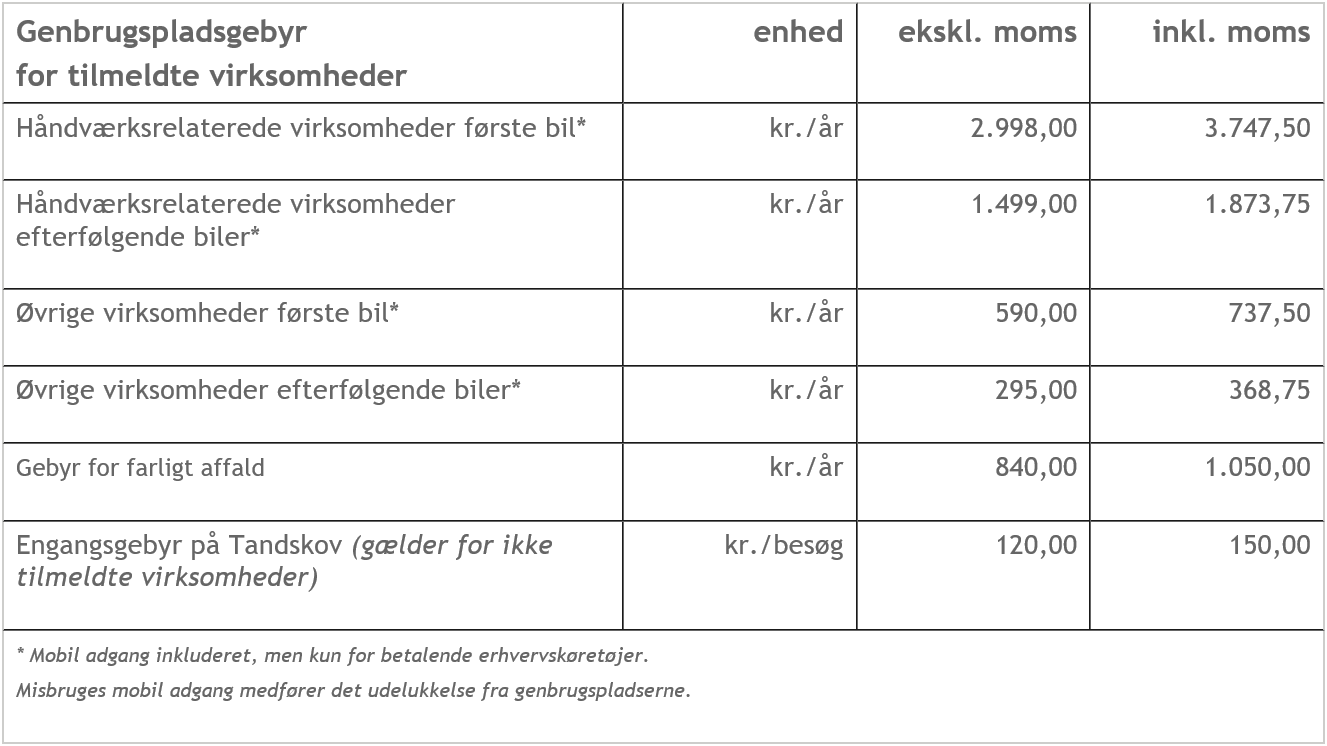 Genbrugspladsgebyr
for tilmeldte virksomheder enhed ekskl. moms inkl. moms
Håndværksrelaterede virksomheder første bil* kr./år 2.998,00 3.747,50
Håndværksrelaterede virksomheder
efterfølgende biler* kr./år 1.499,00 1.873,75
Øvrige virksomheder første bil* kr./år 590,00 737,50
Øvrige virksomheder efterfølgende biler* kr./år 295,00 368,75
Gebyr for farligt affald kr./år 840,00 1.050,00
Engangsgebyr på Tandskov (gælder for ikke
tilmeldte virksomheder) kr./besøg 120,00 150,00
* Mobil adgang inkluderet, men kun for betalende erhvervskøretøjer.
Misbruges mobil adgang medfører det udelukkelse fra genbrugspladserne.